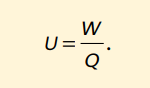 U = W/Q.